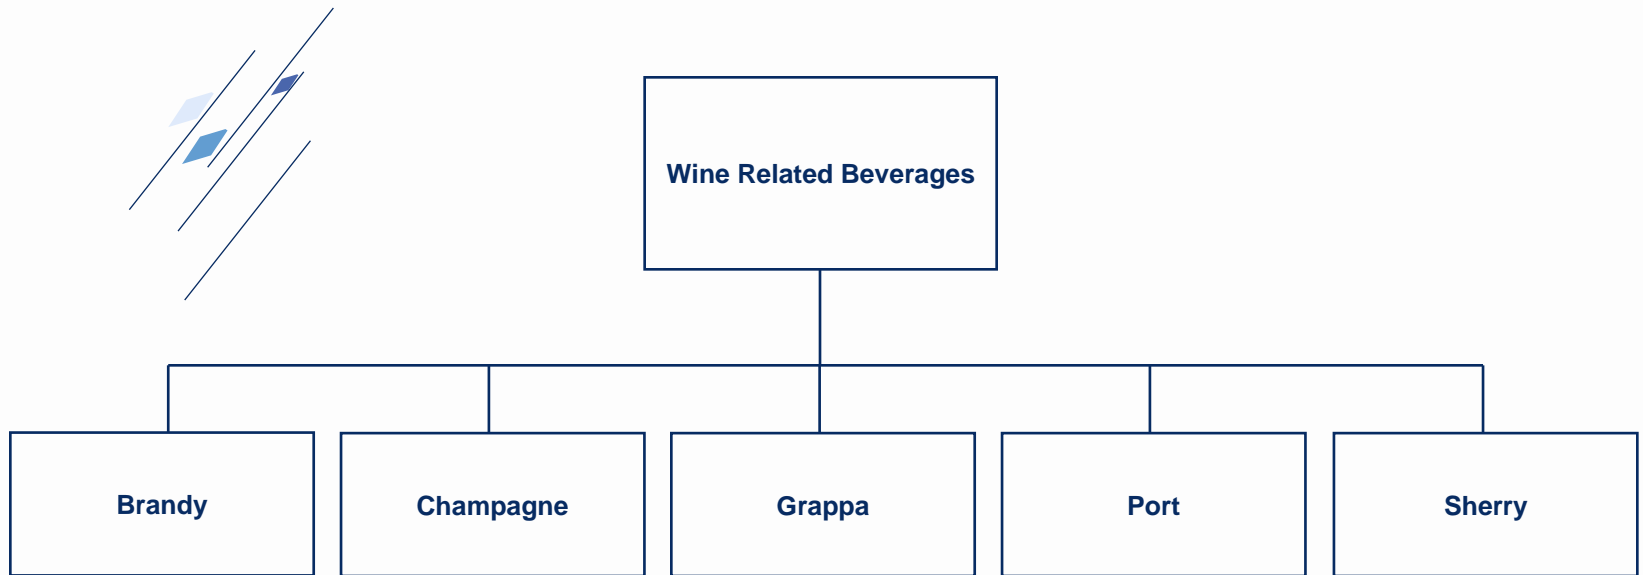 Wine Related Beverages
Brandy
Champagne
Grappa
Port
Sherry